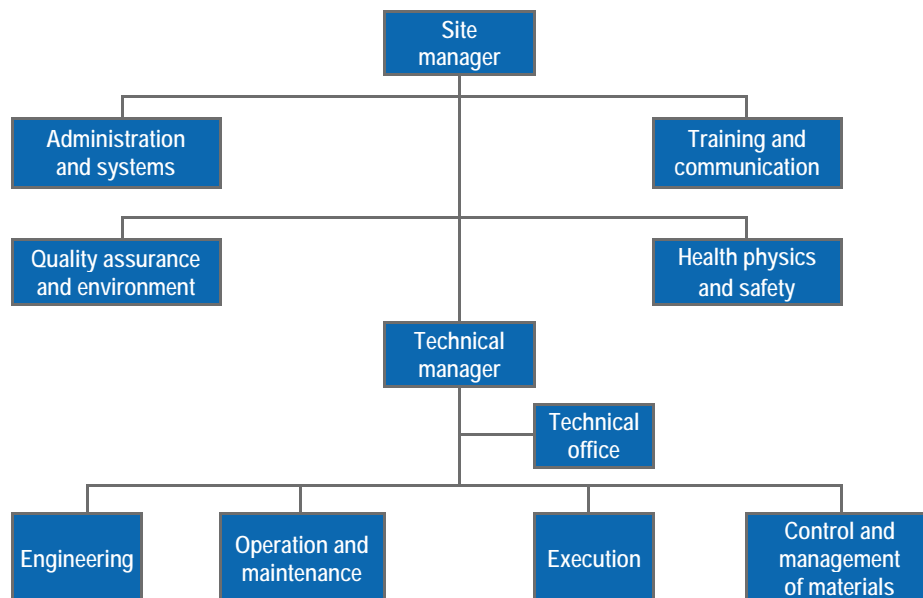 Site
manager
Administration
and systems
Training and
communication
Quality assurance
and environment
Health physics
and safety
Technical
manager
Technical
office
Engineering
Operation and
maintenance
Execution
Control and
management
of materials